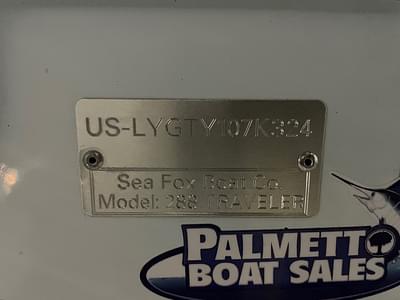 US-LYGTY107K324
Sea Fox Boat Co.
Model: 288 TRAVELER
PALMETTO
BOAT SALES